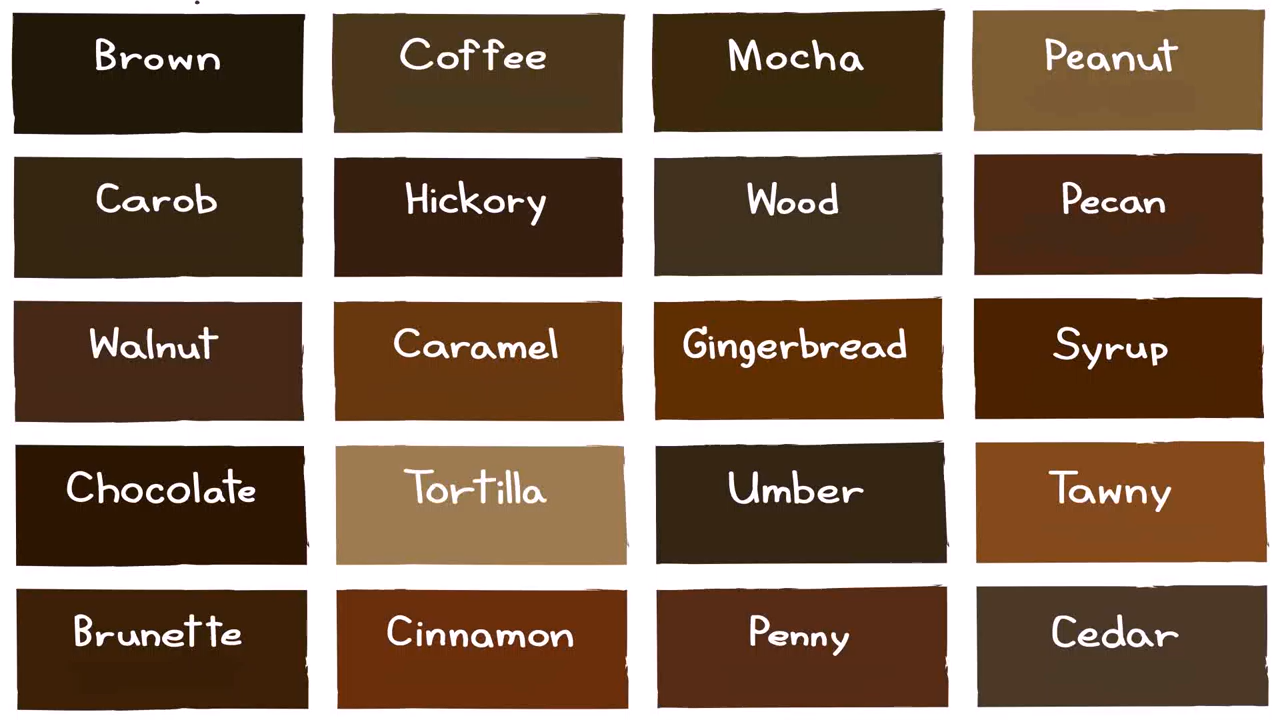 Brown Coffee Mocha Peanut
Carob Hickory Wood Pecan
Walnut Caramel Gingerbread Syrup
Chocolate Tortilla Umber Tawny
Brunette Cinnamon Penny Cedar